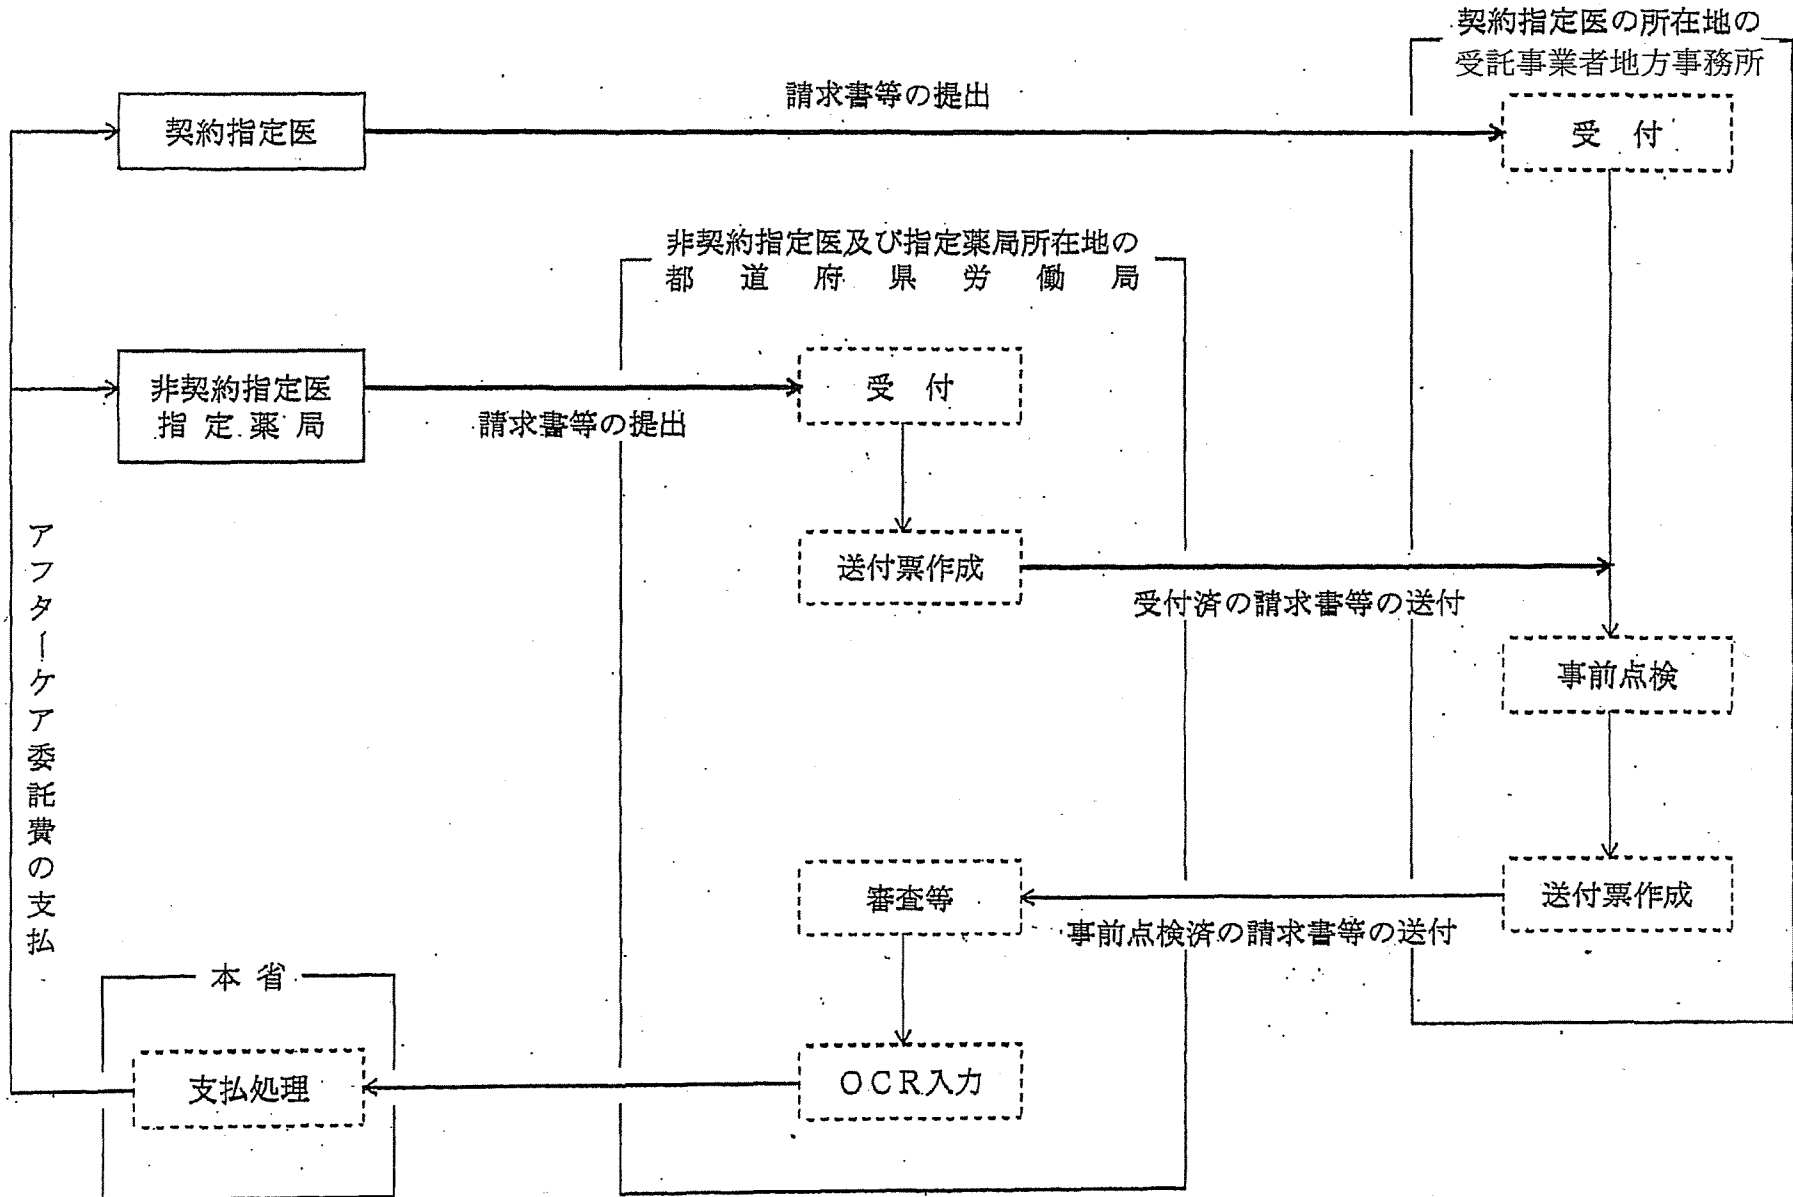 契約指定医の所在地の
受託事業者地方事務所
請求書等の提出
契約指定医
受 付
非契約指定医及び指定薬局所在地の
都道府県労働局
非契約指定医
指定薬局
請求書等の提出
受 付
送付票作成
受付済の請求書等の送付
事前点検
アフターケア委託費の支払
審査等
送付票作成
事前点検済の請求書等の送付
本省
支払処理
OCR入力